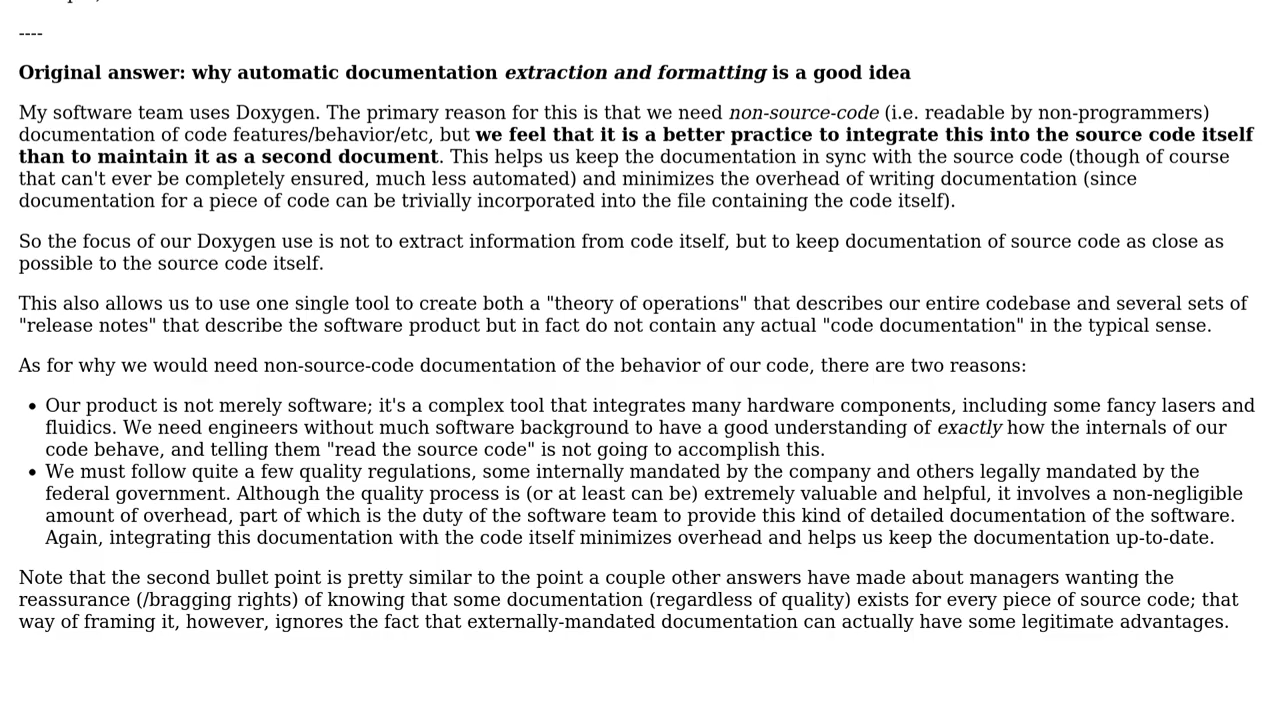 ----
Original answer: why automatic documentation extraction and formatting is a good idea
My software team uses Doxygen. The primary reason for this is that we need non-source-code (i.e. readable by non-programmers)
documentation of code features/behavior/etc, but we feel that it is a better practice to integrate this into the source code itself
than to maintain it as a second document. This helps us keep the documentation in sync with the source code (though of course
that can't ever be completely ensured, much less automated) and minimizes the overhead of writing documentation (since
documentation for a piece of code can be trivially incorporated into the file containing the code itself).
So the focus of our Doxygen use is not to extract information from code itself, but to keep documentation of source code as close as
possible to the source code itself.
This also allows us to use one single tool to create both a "theory of operations" that describes our entire codebase and several sets of
"release notes" that describe the software product but in fact do not contain any actual "code documentation" in the typical sense.
As for why we would need non-source-code documentation of the behavior of our code, there are two reasons:
• Our product is not merely software; it's a complex tool that integrates many hardware components, including some fancy lasers and
fluidics. We need engineers without much software background to have a good understanding of exactly how the internals of our
code behave, and telling them "read the source code" is not going to accomplish this.
• We must follow quite a few quality regulations, some internally mandated by the company and others legally mandated by the
federal government. Although the quality process is (or at least can be) extremely valuable and helpful, it involves a non-negligible
amount of overhead, part of which is the duty of the software team to provide this kind of detailed documentation of the software.
Again, integrating this documentation with the code itself minimizes overhead and helps us keep the documentation up-to-date.
Note that the second bullet point is pretty similar to the point a couple other answers have made about managers wanting the
reassurance (/bragging rights) of knowing that some documentation (regardless of quality) exists for every piece of source code; that
way of framing it, however, ignores the fact that externally-mandated documentation can actually have some legitimate advantages.